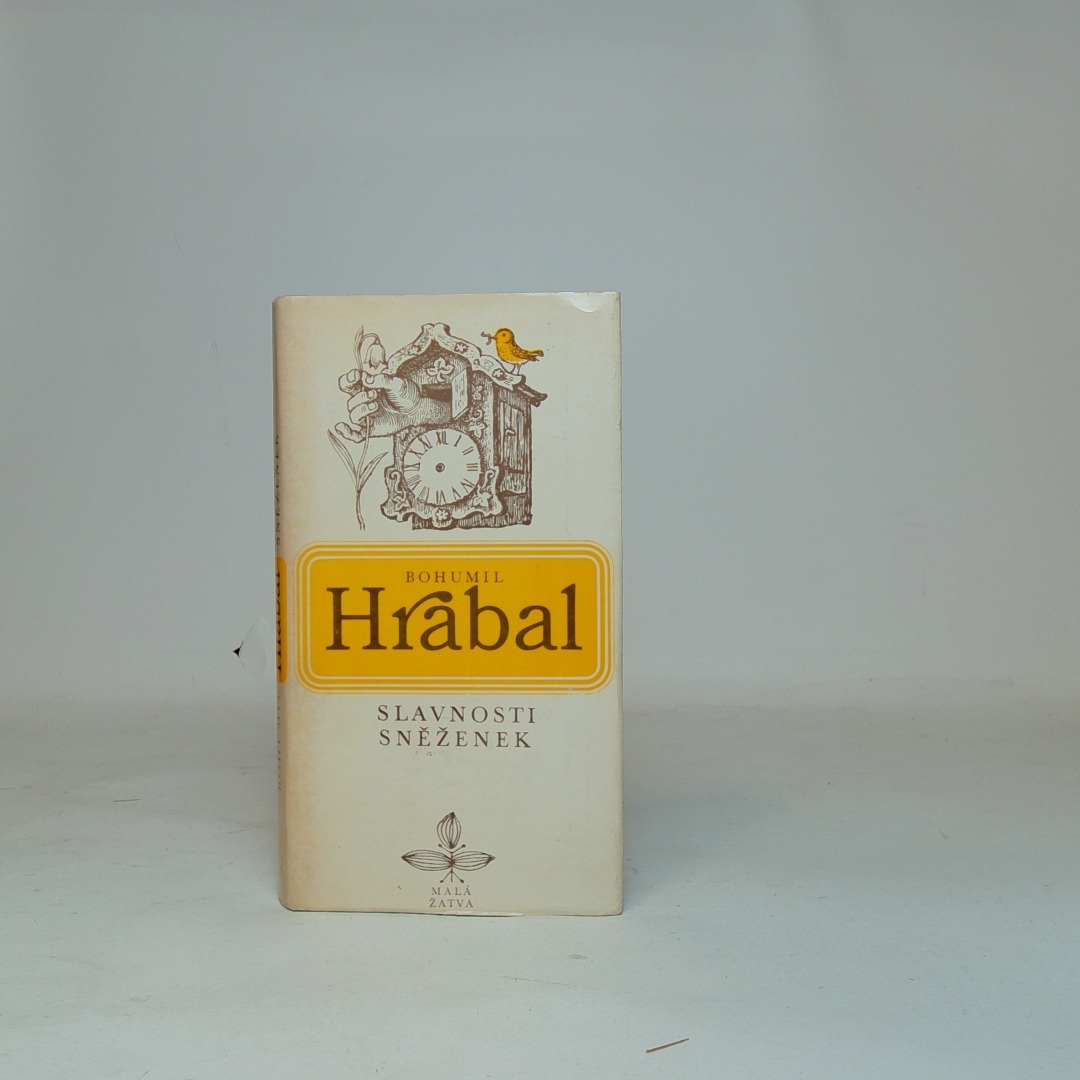 BOHUMIL
Hrabal
SLAVNOSTI
SNĚŽENEK
MALÁ
ŽATVA